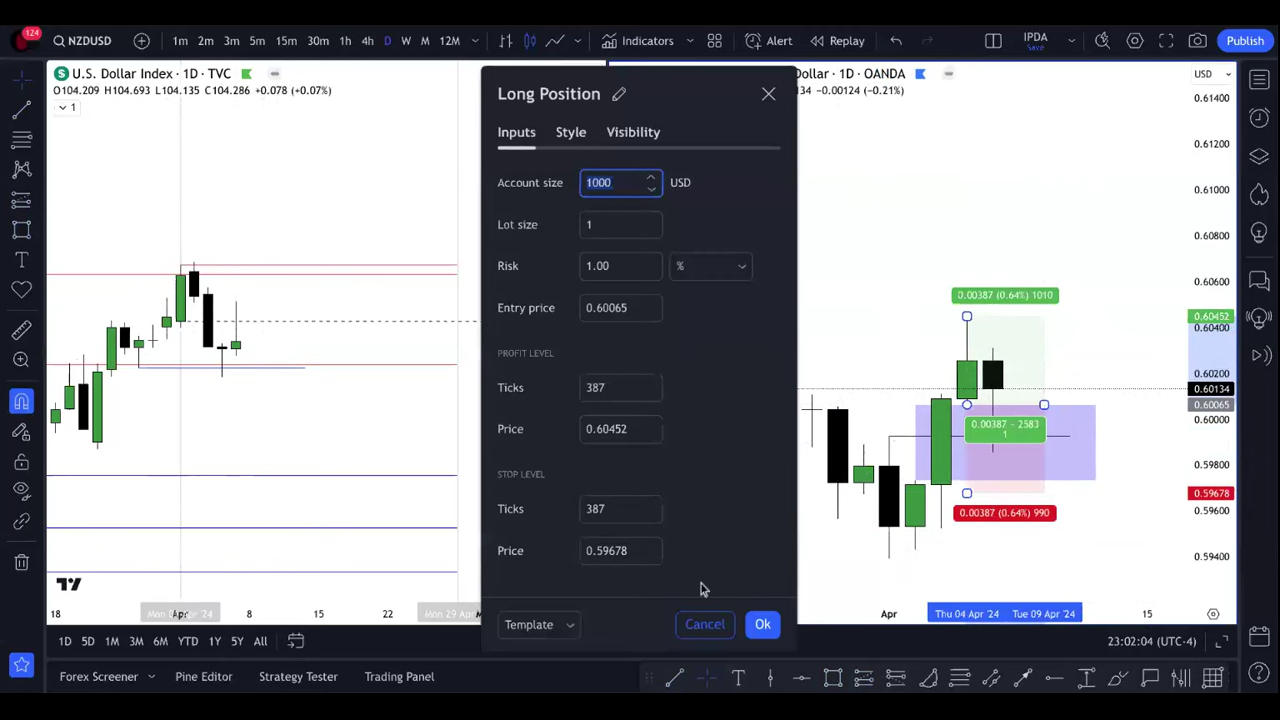 124
NZDUSD
1m 2m 3m 5m 15m 30m 1h 4h D W M 12M
Indicators
Alert
Replay
IPDA
Save
Publish
U.S. Dollar Index · 1D · TVC
O104.209 H104.693 L104.135 C104.286 +0.078 (+0.07%)
1
Dollar · 1D · OANDA
134 −0.00124 (−0.21%)
USD
Long Position
Inputs Style Visibility
Account size 1000 USD
Lot size 1
Risk 1.00 %
Entry price 0.60065
PROFIT LEVEL
Ticks 387
Price 0.60452
STOP LEVEL
Ticks 387
Price 0.59678
Template
Cancel
Ok
0.00387 (0.64%) 1010
0.00387 - 2583
1
0.00387 (0.64%) 990
0.61400
0.61200
0.61000
0.60800
0.60600
0.60452
0.60400
0.60200
0.60134
0.60065
0.60000
0.59800
0.59678
0.59600
0.59400
18 Apr 8 15 22 Mon 29 Apr '24
Apr Thu 04 Apr '24 Tue 09 Apr '24 15
1D 5D 1M 3M 6M YTD 1Y 5Y All
23:02:04 (UTC-4)
Forex Screener Pine Editor Strategy Tester Trading Panel